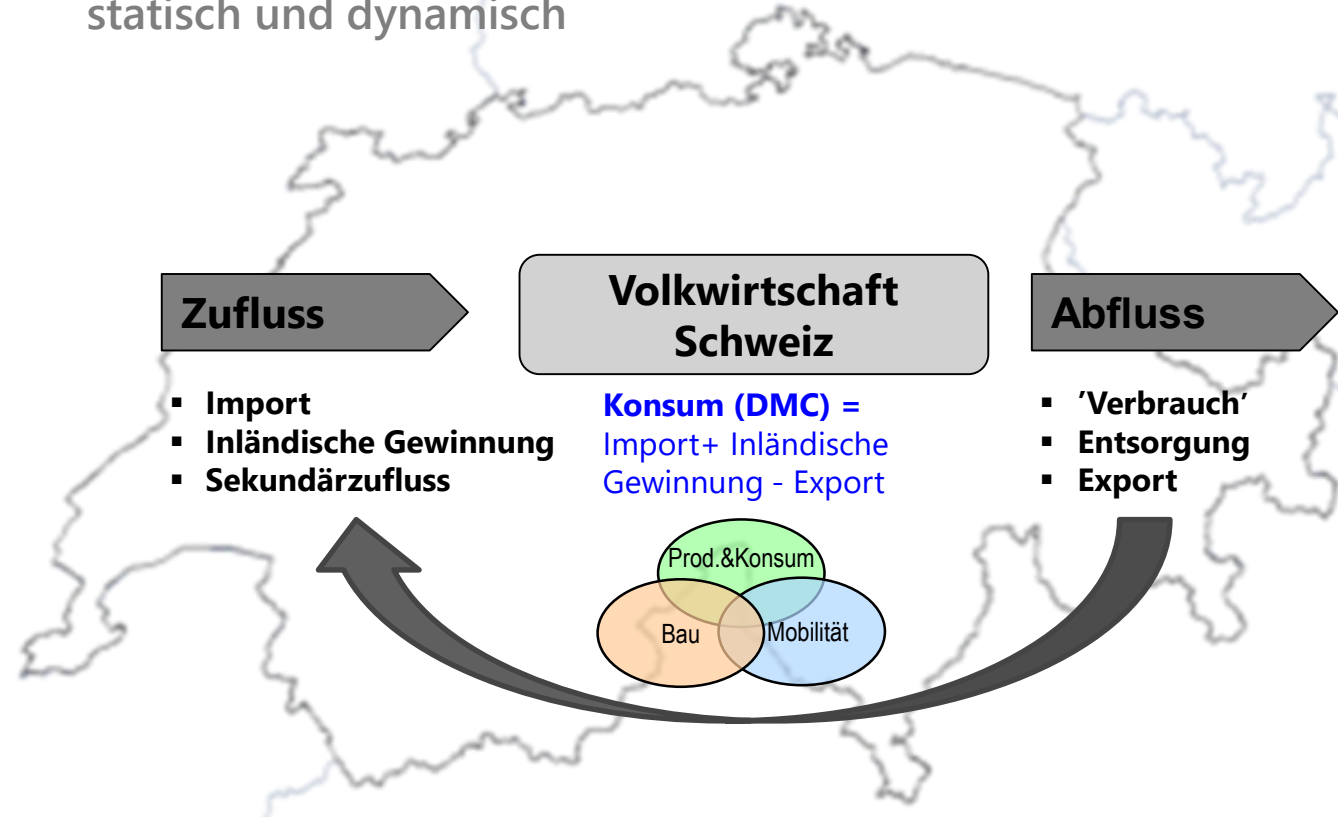 statisch und dynamisch
Zufluss
Volkwirtschaft
Schweiz
Abfluss
▪ Import
▪ Inländische Gewinnung
▪ Sekundärzufluss
Konsum (DMC) =
Import+ Inländische
Gewinnung - Export
▪ ’Verbrauch’
▪ Entsorgung
▪ Export
Prod.&Konsum
Bau
Mobilität